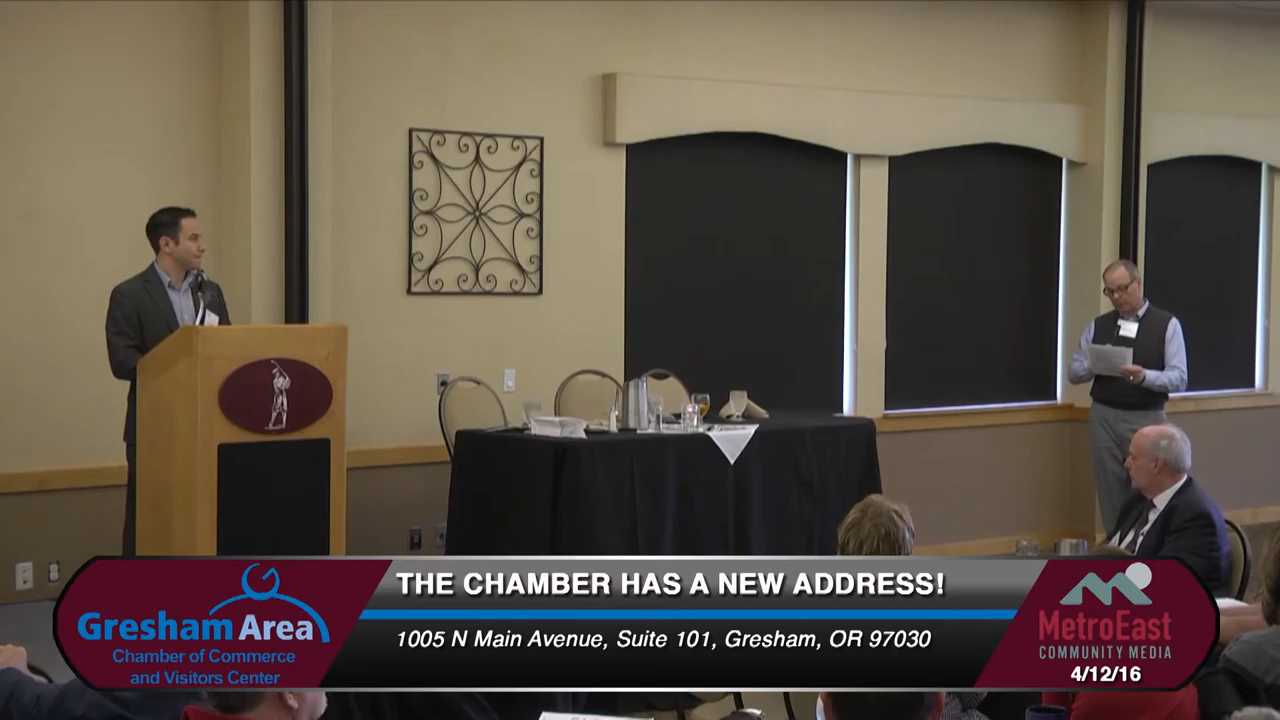 THE CHAMBER HAS A NEW ADDRESS!
1005 N Main Avenue, Suite 101, Gresham, OR 97030
G
Gresham Area
Chamber of Commerce
and Visitors Center
MetroEast
COMMUNITY MEDIA
4/12/16